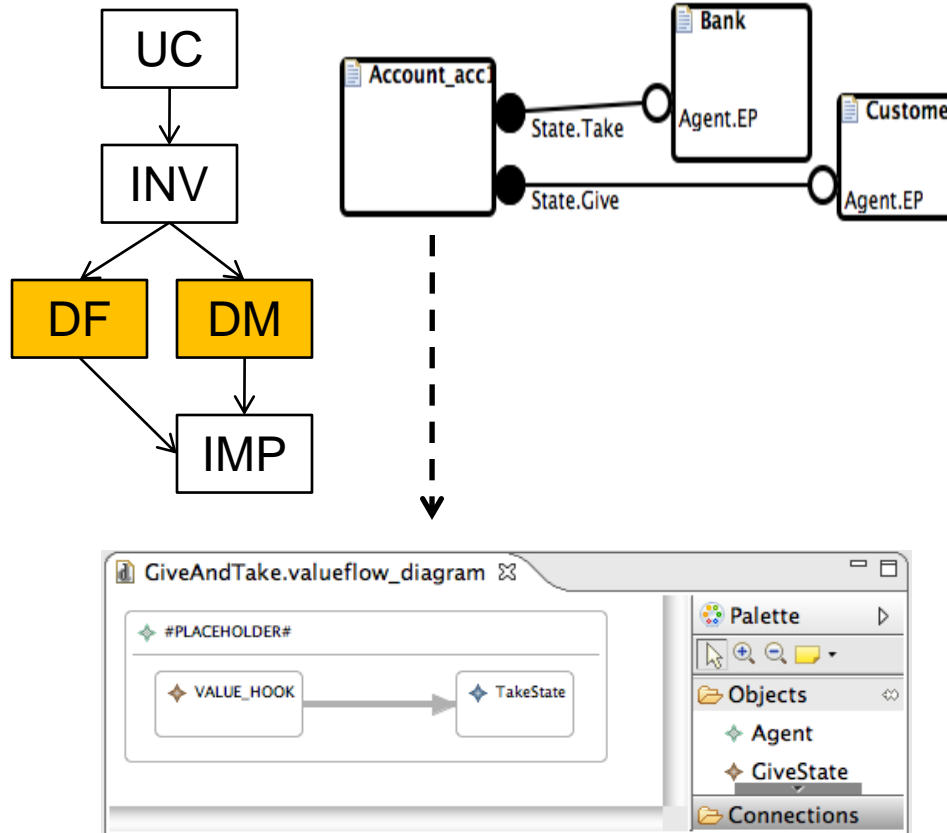 UC
INV
DF
DM
IMP
Bank
Account_acc1
Custome
State.Take
Agent.EP
State.Give
Agent.EP
GiveAndTake.valueflow_diagram
#PLACEHOLDER#
VALUE_HOOK
TakeState
Palette
Objects
Agent
GiveState
Connections